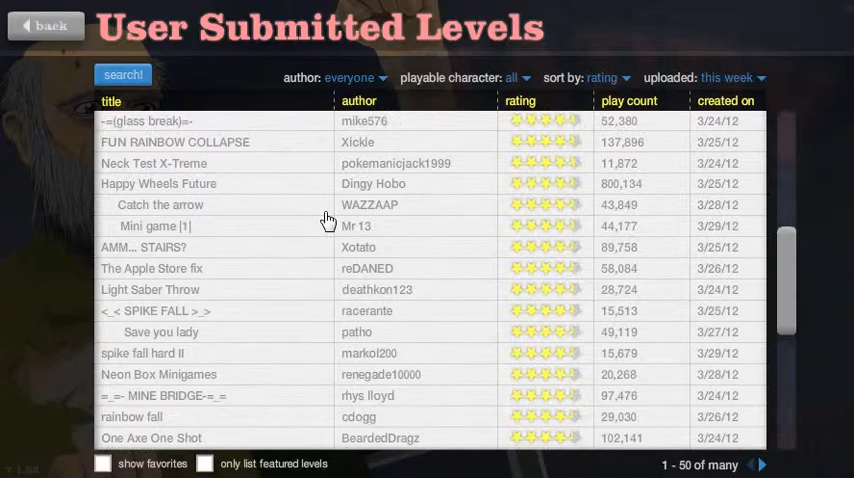 back User Submitted Levels
search! author: everyone playable character: all sort by: rating uploaded: this week
title author rating play count created on
-=(glass break)=- mike576 52,380 3/24/12
FUN RAINBOW COLLAPSE Xickle 137,896 3/25/12
Neck Test X-Treme pokemanicjack1999 11,872 3/24/12
Happy Wheels Future Dingy Hobo 800,134 3/25/12
Catch the arrow WAZZAAP 43,849 3/28/12
Mini game |1| Mr 13 44,177 3/29/12
AMM... STAIRS? Xotato 89,758 3/25/12
The Apple Store fix reDANED 58,084 3/26/12
Light Saber Throw deathkon123 28,724 3/24/12
<_< SPIKE FALL >_> racerante 15,513 3/25/12
Save you lady patho 49,119 3/27/12
spike fall hard II markol200 15,679 3/29/12
Neon Box Minigames renegade10000 20,268 3/28/12
=_=- MINE BRIDGE-=_= rhys lloyd 97,476 3/24/12
rainbow fall cdogg 29,030 3/26/12
One Axe One Shot BeardedDragz 102,141 3/24/12
show favorites only list featured levels 1 - 50 of many